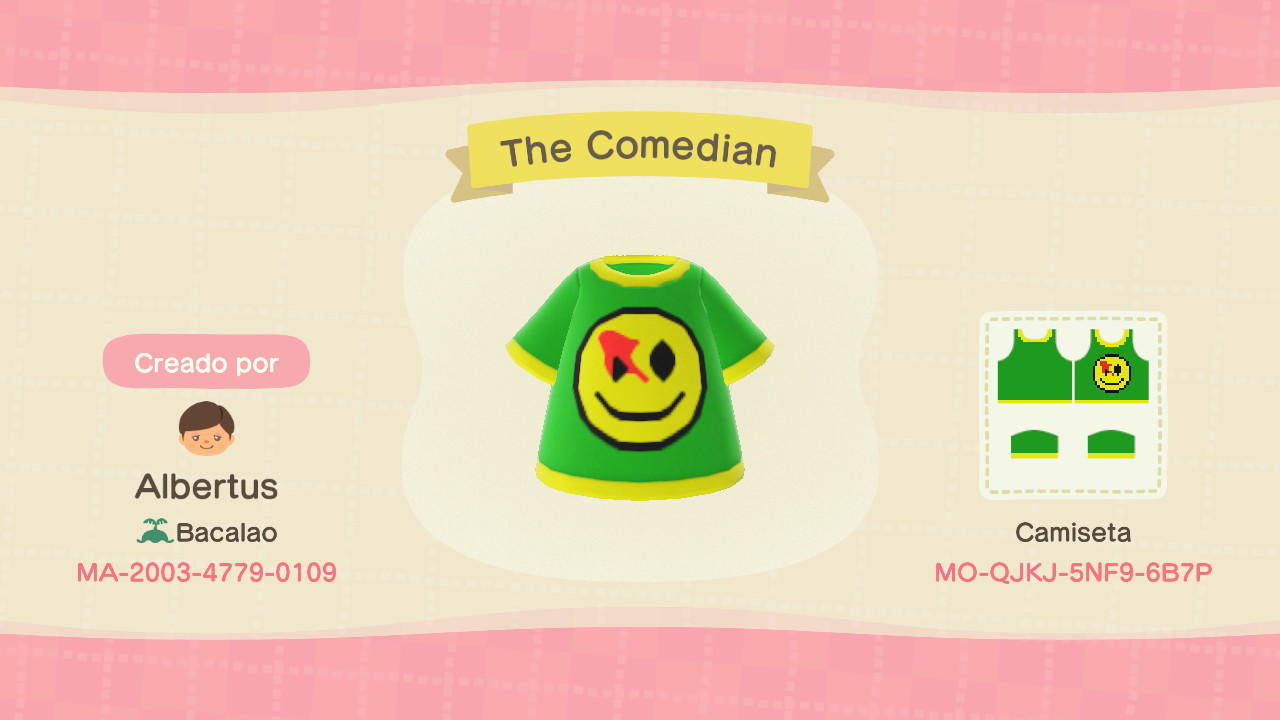 The Comedian
Creado por
Albertus
Bacalao
MA-2003-4779-0109
Camiseta
MO-QJKJ-5NF9-6B7P